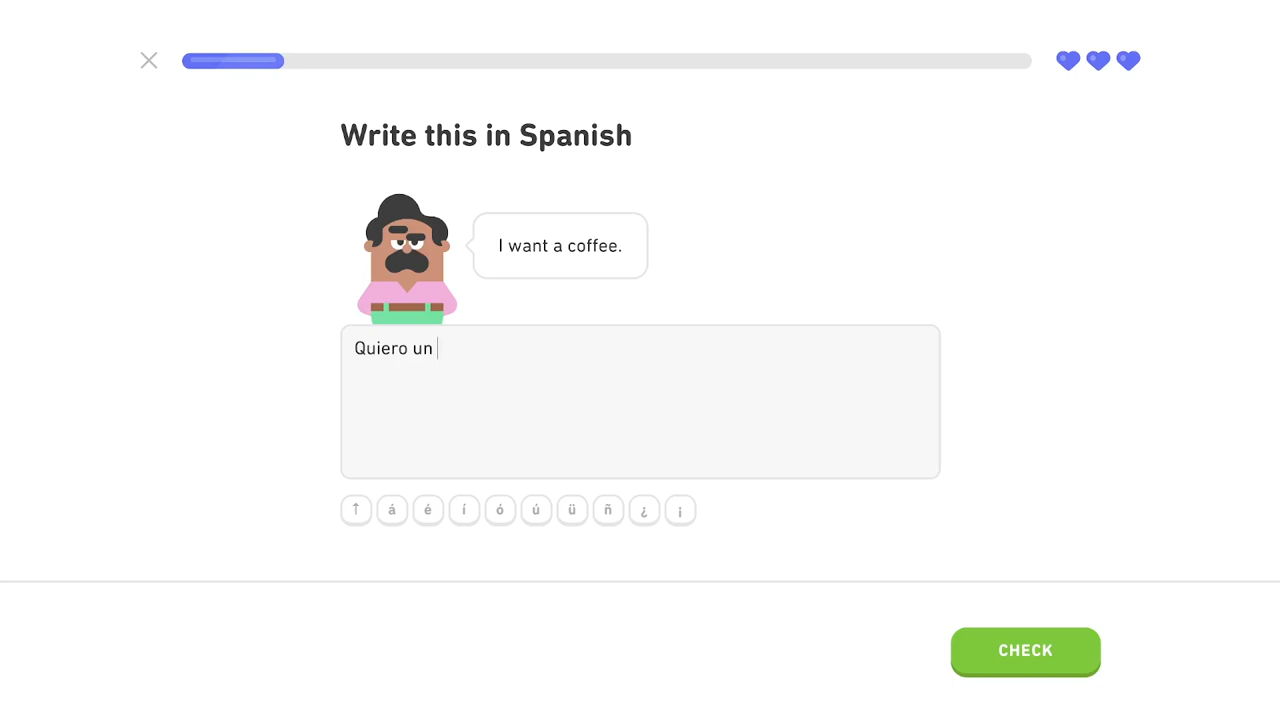 Write this in Spanish
I want a coffee.
Quiero un
↑ á é í ó ú ü ñ ¿ ¡
CHECK